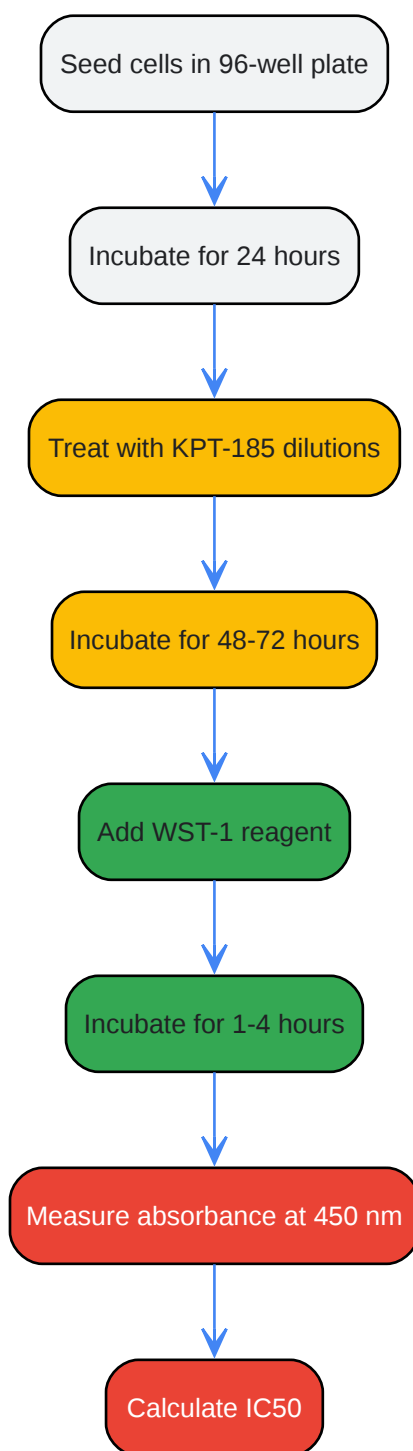 Seed cells in 96-well plate
Incubate for 24 hours
Treat with KPT-185 dilutions
Incubate for 48-72 hours
Add WST-1 reagent
Incubate for 1-4 hours
Measure absorbance at 450 nm
Calculate IC50